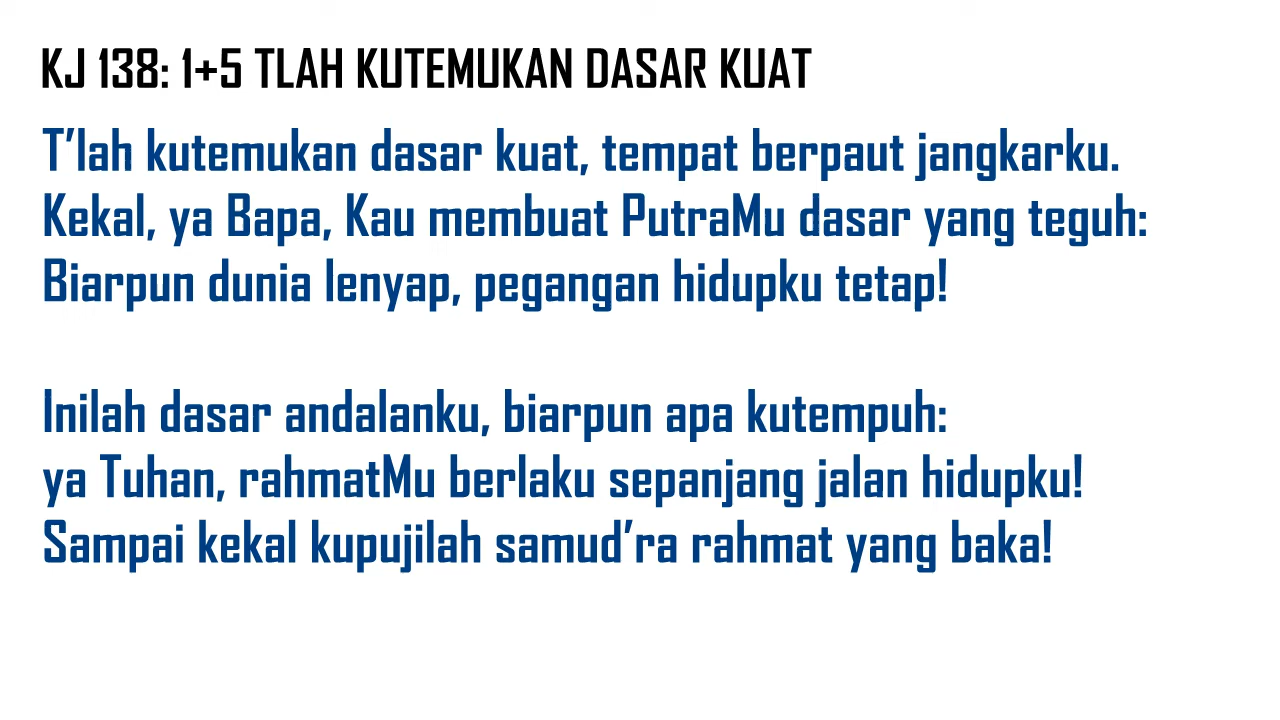 KJ 138: 1+5 TLAH KUTEMUKAN DASAR KUAT
T’lah kutemukan dasar kuat, tempat berpaut jangkarku.
Kekal, ya Bapa, Kau membuat PutraMu dasar yang teguh:
Biarpun dunia lenyap, pegangan hidupku tetap!
Inilah dasar andalanku, biarpun apa kutempuh:
ya Tuhan, rahmatMu berlaku sepanjang jalan hidupku!
Sampai kekal kupujilah samud’ra rahmat yang baka!